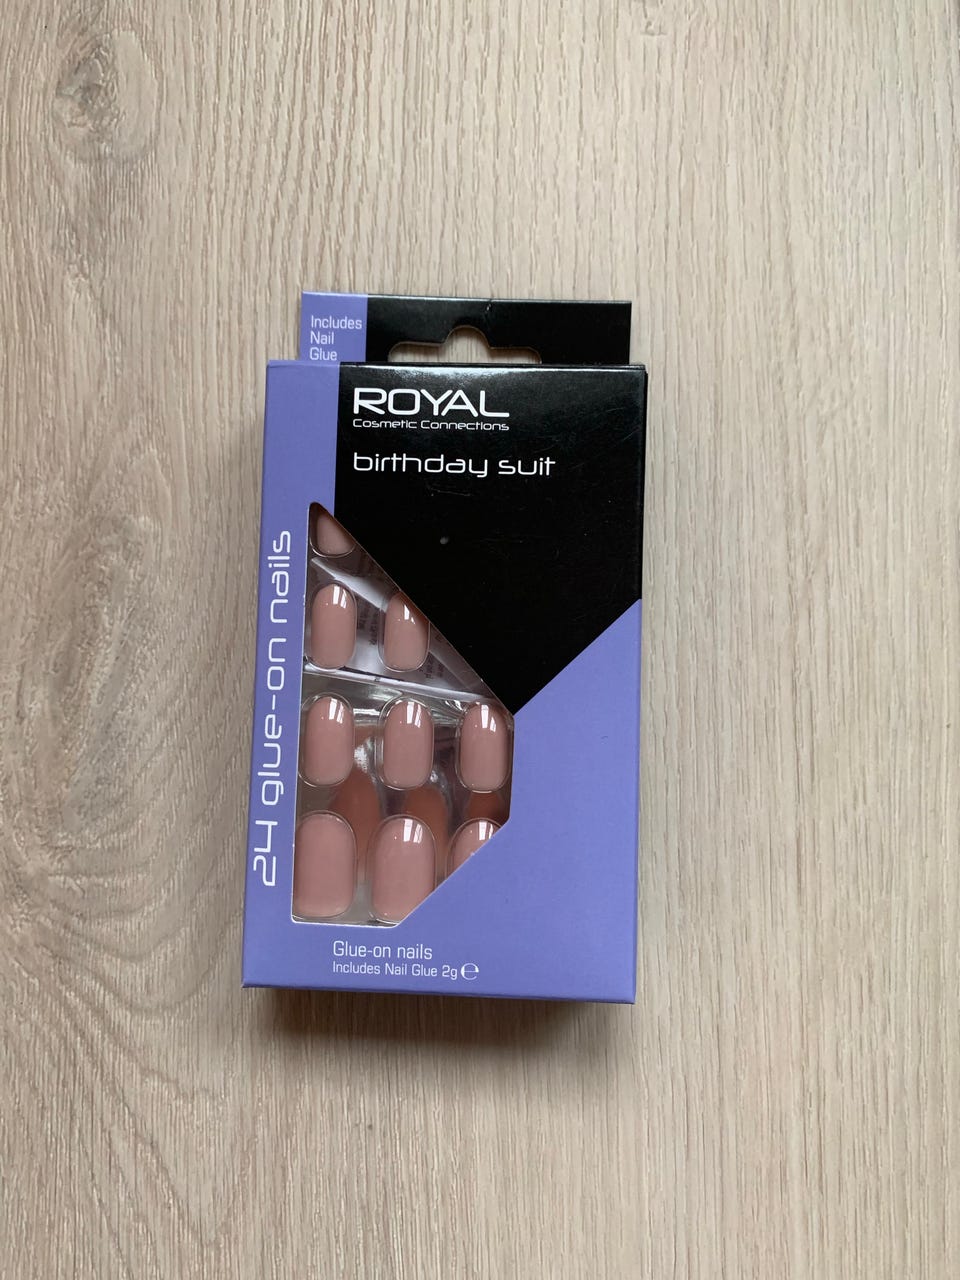 Includes
Nail
Glue
ROYAL
Cosmetic Connections
birthday suit
24 glue-on nails
Glue-on nails
Includes Nail Glue 2g ℮